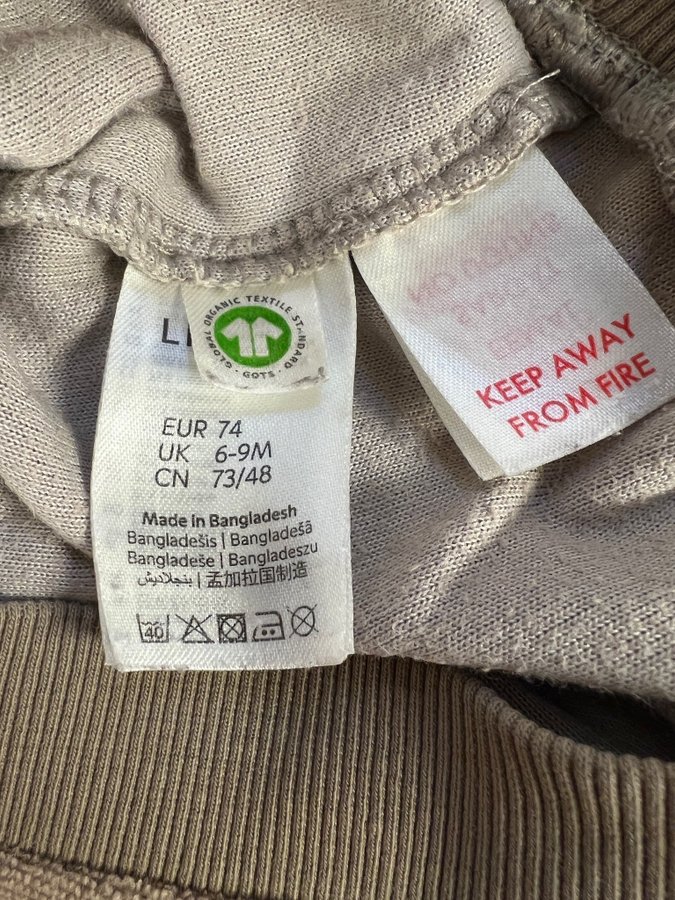 GLOBAL ORGANIC TEXTILE STANDARD · GOTS ·
EUR 74
UK 6-9M
CN 73/48
Made in Bangladesh
Bangladešis | Bangladešā
Bangladeše | Bangladeszu
بنجلاديش | 孟加拉国制造
40
KEEP AWAY
FROM FIRE